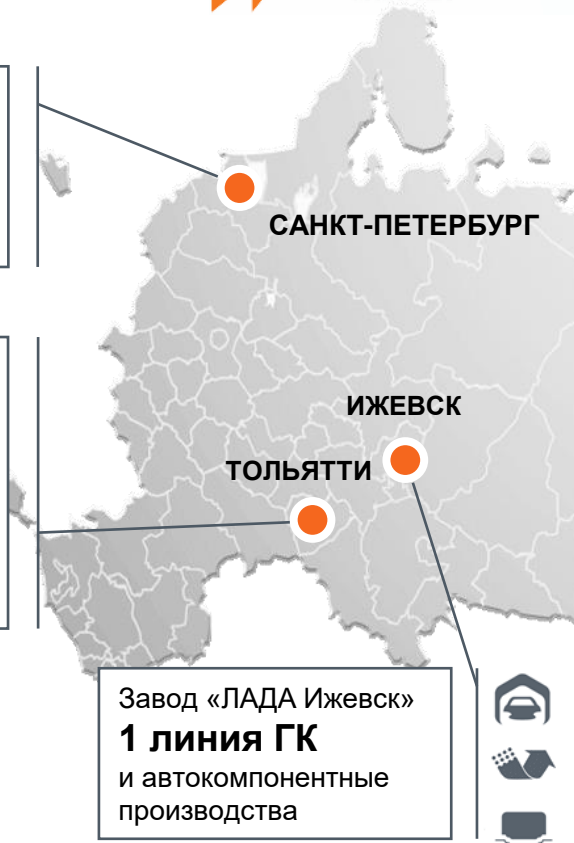 САНКТ-ПЕТЕРБУРГ
ИЖЕВСК
ТОЛЬЯТТИ
Завод «ЛАДА Ижевск»
1 линия ГК
и автокомпонентные
производства